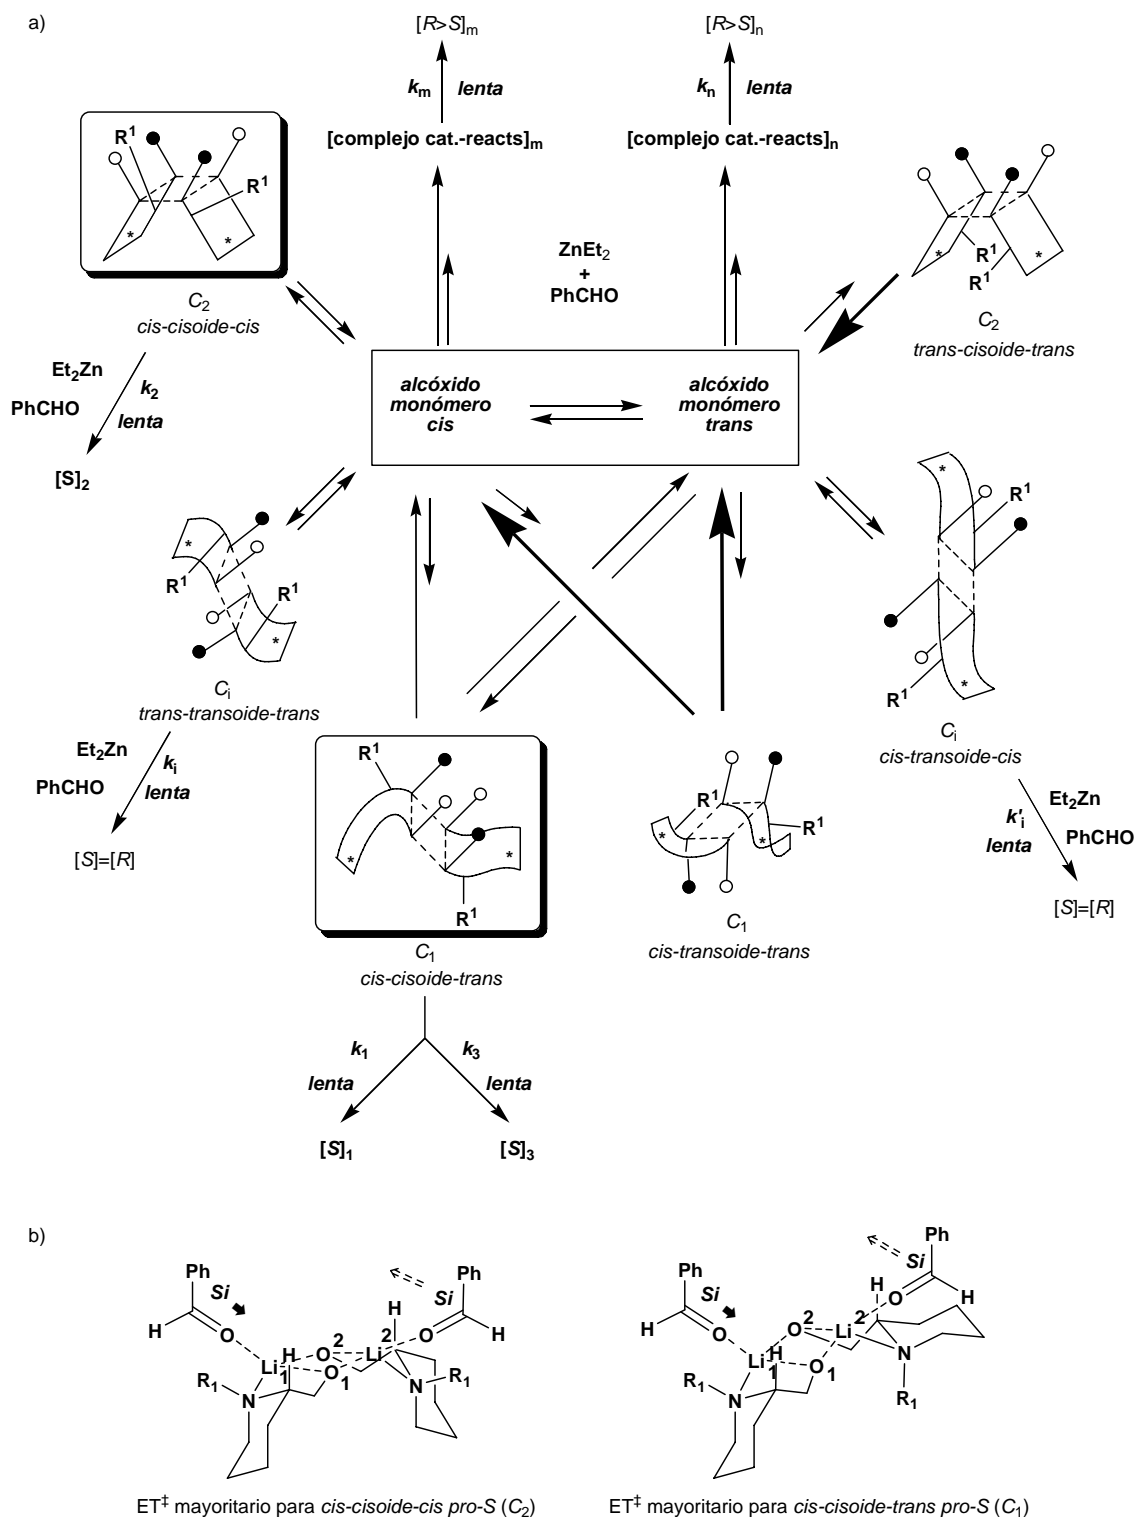 a)
[R>S]m
[R>S]n
km lenta
kn lenta
[complejo cat.-reacts]m
[complejo cat.-reacts]n
R1
R1
* *
ZnEt2
+
PhCHO
R1
R1
* *
C2
cis-cisoide-cis
C2
trans-cisoide-trans
Et2Zn
PhCHO
k2
lenta
[S]2
alcóxido
monómero
cis
alcóxido
monómero
trans
*
R1
R1
*
Ci
trans-transoide-trans
Et2Zn
PhCHO
ki
lenta
[S]=[R]
*
R1
R1
*
Ci
cis-transoide-cis
Et2Zn
PhCHO
k'i
lenta
[S]=[R]
R1
* *
R1
C1
cis-cisoide-trans
R1
R1
* *
C1
cis-transoide-trans
k1
lenta
k3
lenta
[S]1
[S]3
b)
Ph
Si
H
O
Li
1
H
O
2
O
1
R1
N
Ph
Si
H
2
Li
O
H
R1
N
Ph
Si
H
O
Li
1
H
O
2
O
1
R1
N
Ph
Si
H
2
Li
O
H
N
R1
ET‡ mayoritario para cis-cisoide-cis pro-S (C2)
ET‡ mayoritario para cis-cisoide-trans pro-S (C1)